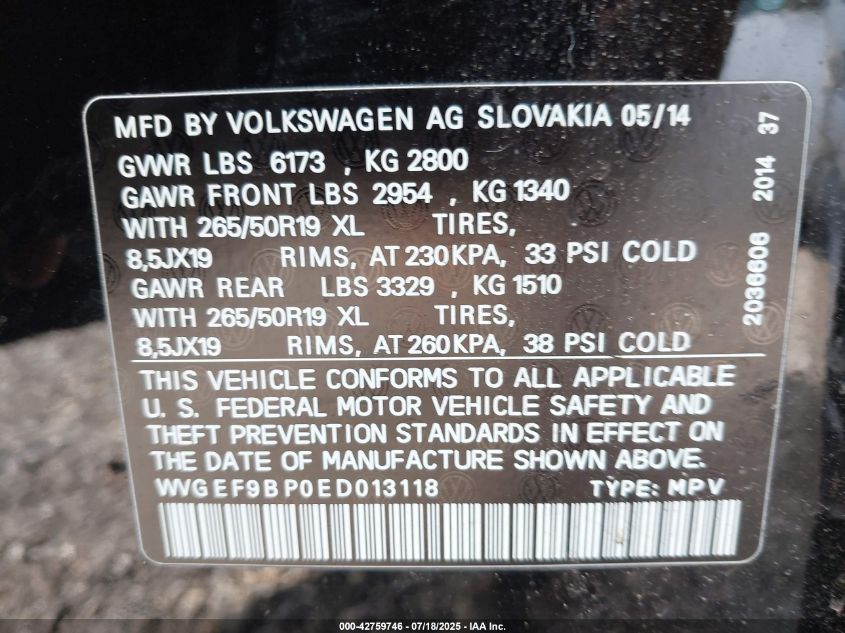 MFD BY VOLKSWAGEN AG SLOVAKIA 05/14
GVWR LBS 6173 , KG 2800
GAWR FRONT LBS 2954 , KG 1340
WITH 265/50R19 XL TIRES,
8,5JX19 RIMS, AT 230 KPA, 33 PSI COLD
GAWR REAR LBS 3329 , KG 1510
WITH 265/50R19 XL TIRES,
8,5JX19 RIMS, AT 260 KPA, 38 PSI COLD
THIS VEHICLE CONFORMS TO ALL APPLICABLE
U. S. FEDERAL MOTOR VEHICLE SAFETY AND
THEFT PREVENTION STANDARDS IN EFFECT ON
THE DATE OF MANUFACTURE SHOWN ABOVE.
WVGEF9BP0ED013118 TYPE: MPV
2036606 2014 37
000-42759746 - 07/18/2025 - IAA Inc.